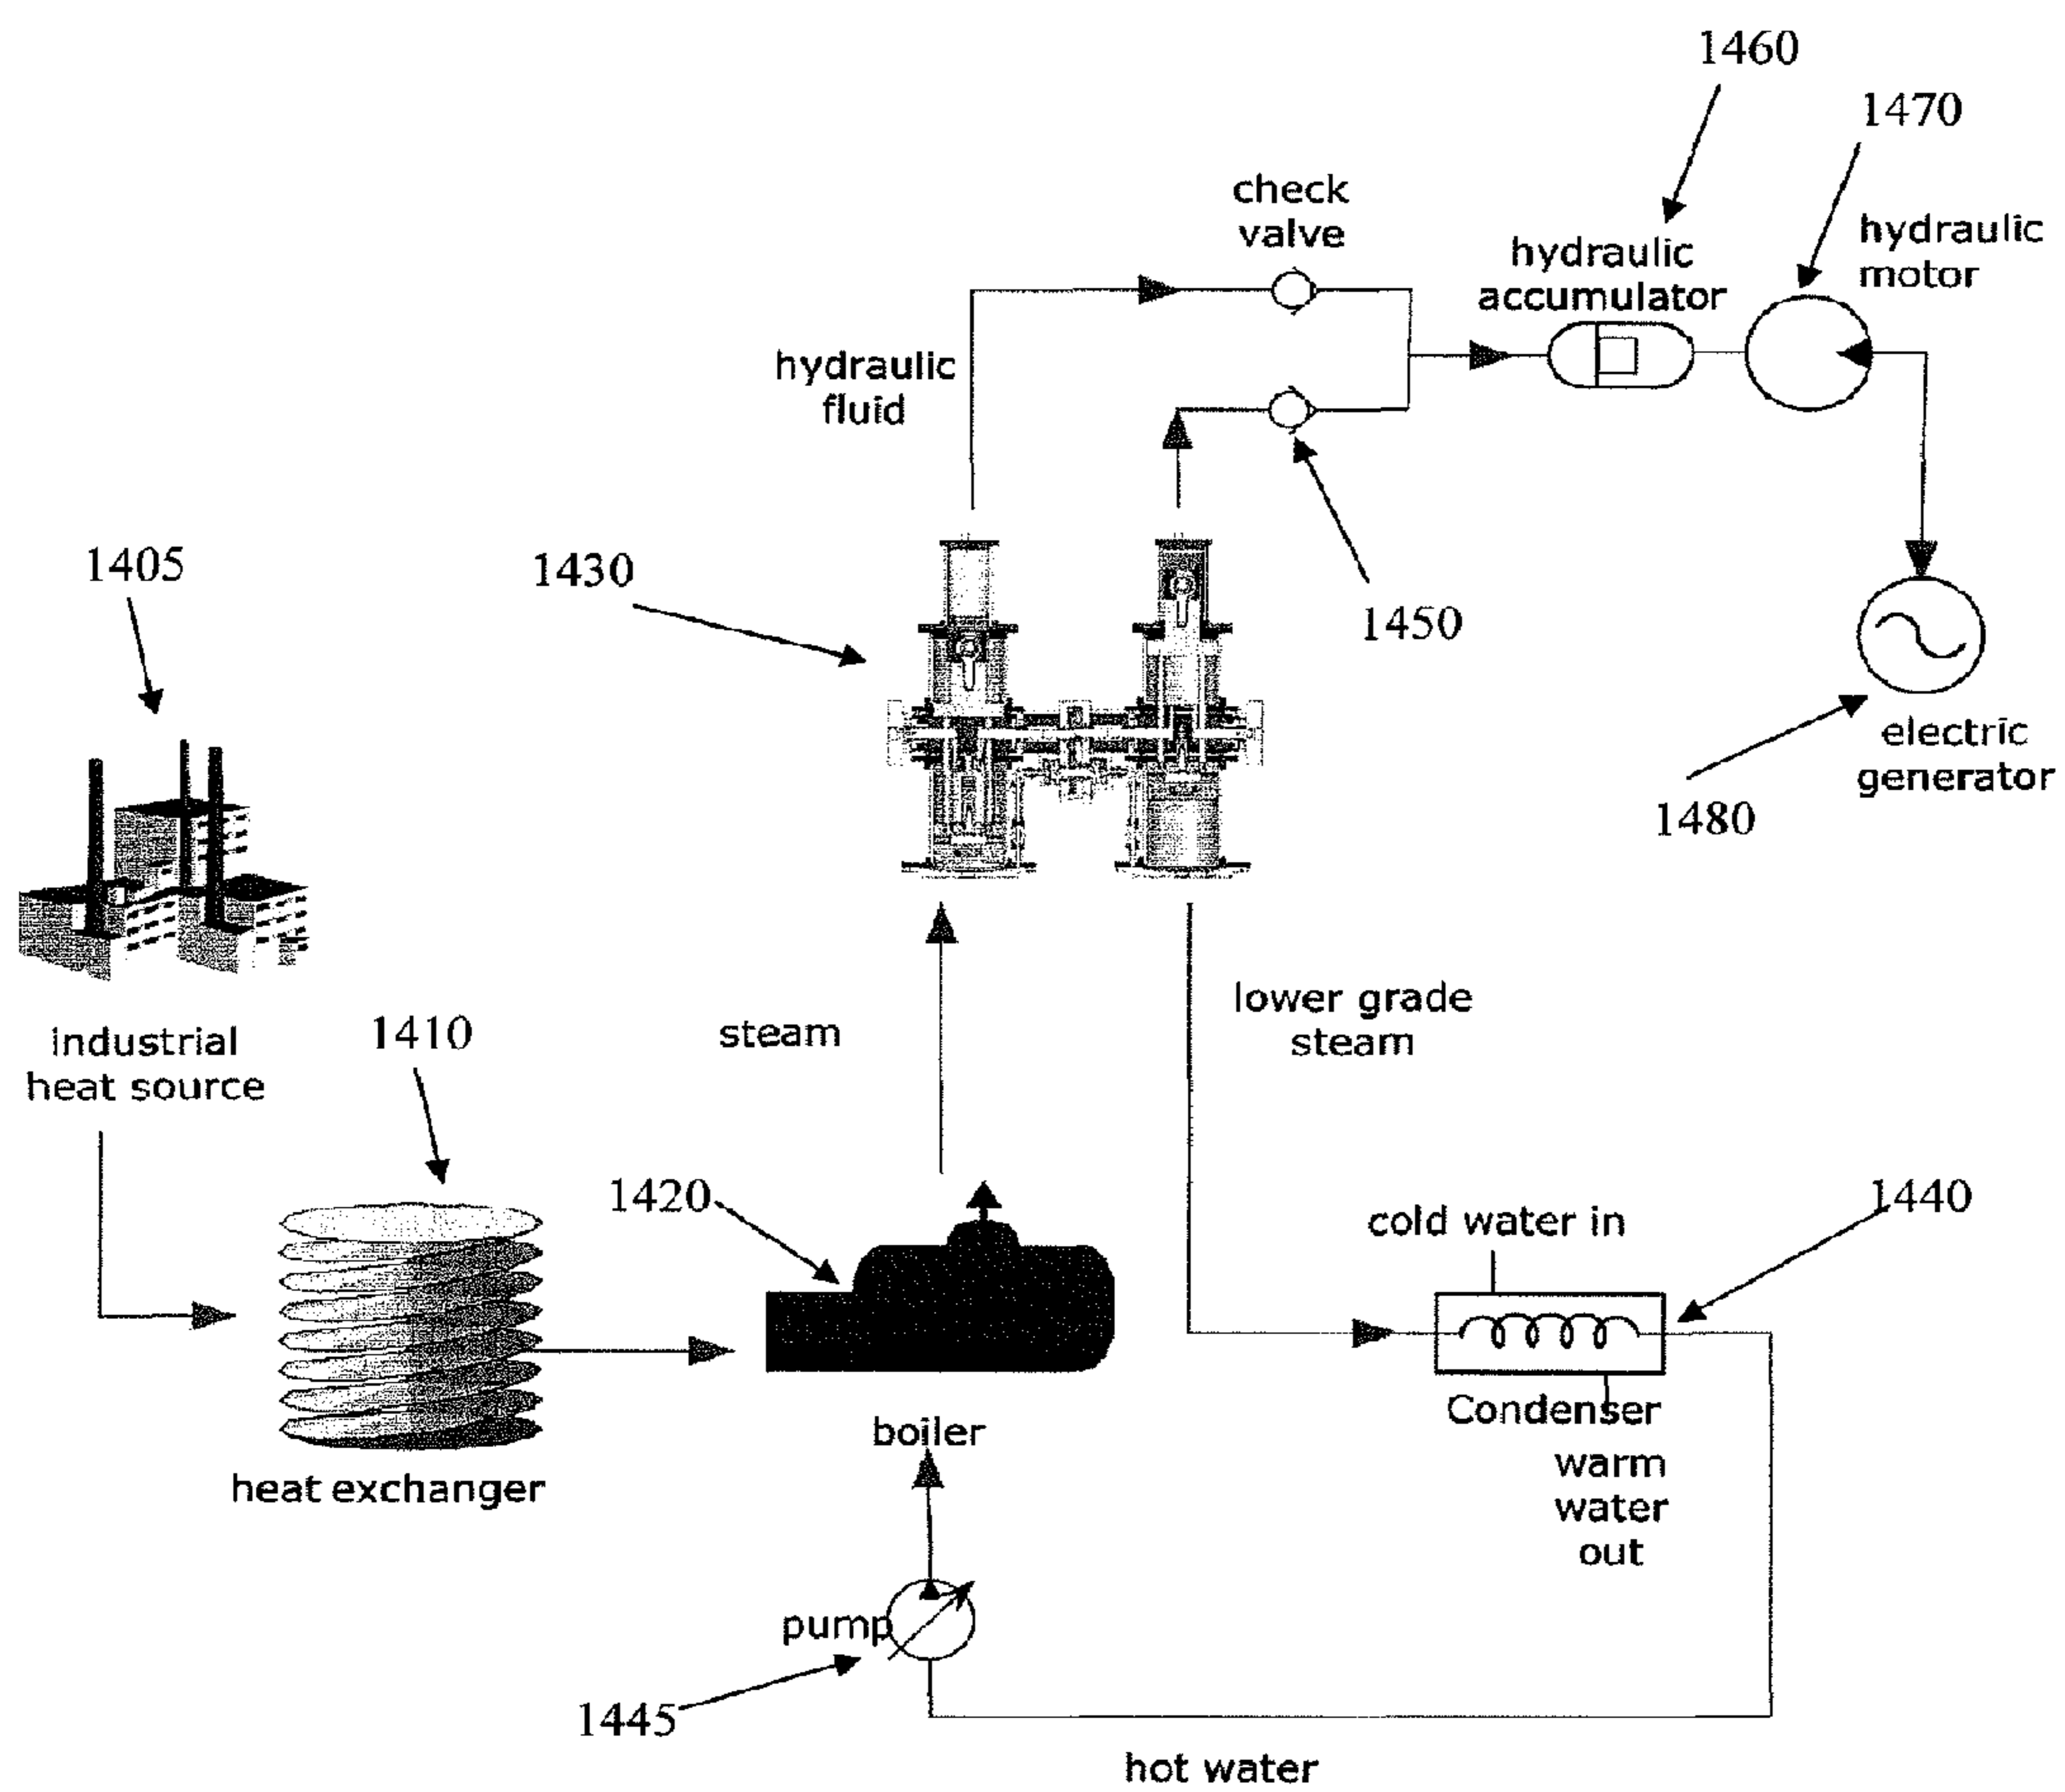 1460
1470
check
valve
hydraulic
motor
hydraulic
accumulator
hydraulic
fluid
1405
1430
1450
electric
generator
1480
lower grade
steam
steam
industrial
heat source
1410
1420
1440
cold water in
Condenser
boiler
warm
water
out
heat exchanger
pump
1445
hot water